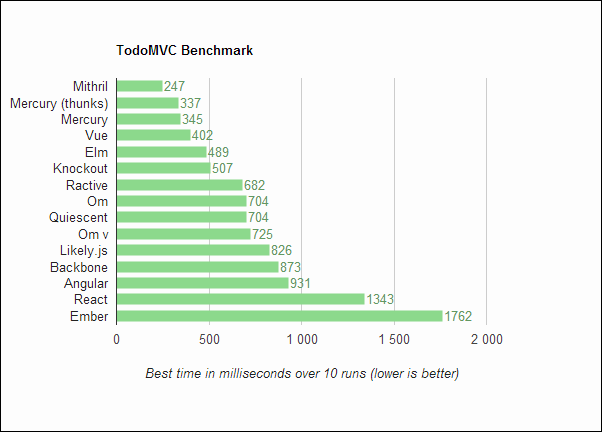 TodoMVC Benchmark
Mithril 247
Mercury (thunks) 337
Mercury 345
Vue 402
Elm 489
Knockout 507
Ractive 682
Om 704
Quiescent 704
Om v 725
Likely.js 826
Backbone 873
Angular 931
React 1343
Ember 1762
0 500 1 000 1 500 2 000
Best time in milliseconds over 10 runs (lower is better)